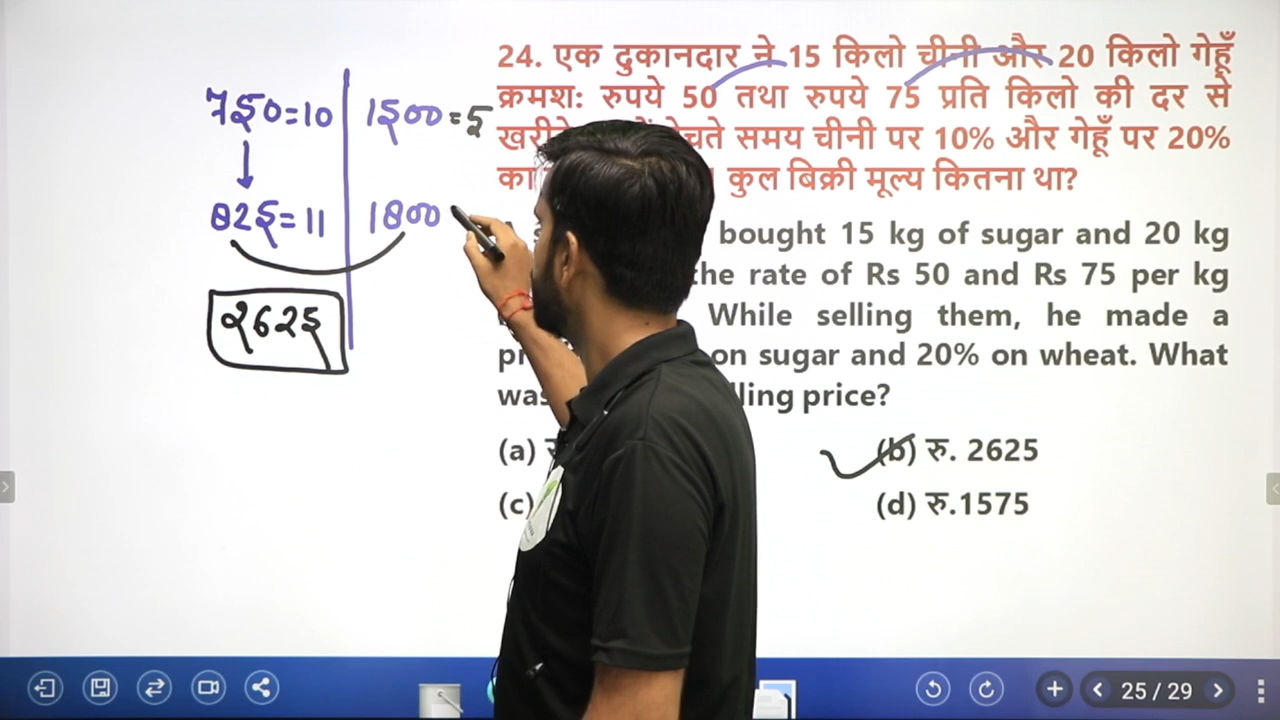 24. एक दुकानदार ने 15 किलो चीनी और 20 किलो गेहूँ
क्रमश: रुपये 50 तथा रुपये 75 प्रति किलो की दर से
बेचते समय चीनी पर 10% और गेहूँ पर 20%
का कुल बिक्री मूल्य कितना था?
bought 15 kg of sugar and 20 kg
the rate of Rs 50 and Rs 75 per kg
While selling them, he made a
on sugar and 20% on wheat. What
was price?
(a)
(b) रु. 2625
(c)
(d) रु.1575
750=10
1500=5
825=11
1800
2625
25 / 29